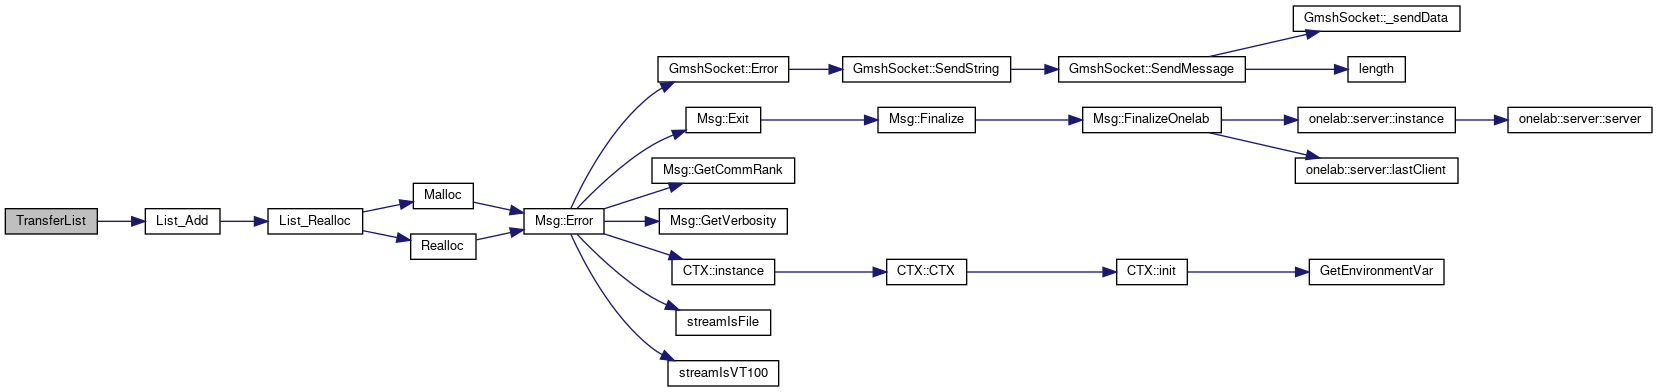 GmshSocket::_sendData
GmshSocket::Error
GmshSocket::SendString
GmshSocket::SendMessage
length
Msg::Exit
Msg::Finalize
Msg::FinalizeOnelab
onelab::server::instance
onelab::server::server
Msg::GetCommRank
onelab::server::lastClient
Malloc
TransferList
List_Add
List_Realloc
Msg::Error
Msg::GetVerbosity
Realloc
CTX::instance
CTX::CTX
CTX::init
GetEnvironmentVar
streamIsFile
streamIsVT100